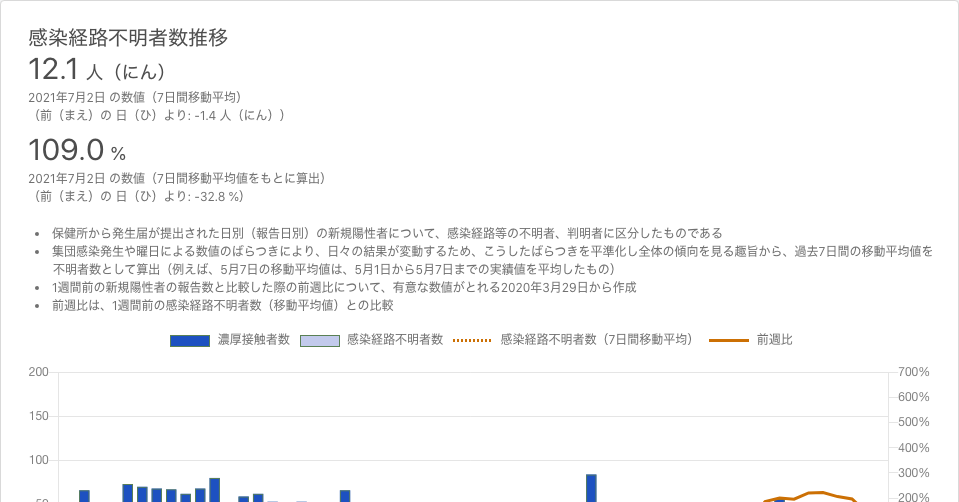 感染経路不明者数推移
12.1 人（にん）
2021年7月2日 の数値（7日間移動平均）
（前（まえ）の 日（ひ）より: -1.4 人（にん））
109.0 %
2021年7月2日 の数値（7日間移動平均値をもとに算出）
（前（まえ）の 日（ひ）より: -32.8 %）
• 保健所から発生届が提出された日別（報告日別）の新規陽性者について、感染経路等の不明者、判明者に区分したものである
• 集団感染発生や曜日による数値のばらつきにより、日々の結果が変動するため、こうしたばらつきを平準化し全体の傾向を見る趣旨から、過去7日間の移動平均値を
不明者数として算出（例えば、5月7日の移動平均値は、5月1日から5月7日までの実績値を平均したもの）
• 1週間前の新規陽性者の報告数と比較した際の前週比について、有意な数値がとれる2020年3月29日から作成
• 前週比は、1週間前の感染経路不明者数（移動平均値）との比較
濃厚接触者数 感染経路不明者数 感染経路不明者数（7日間移動平均） 前週比
200 700%
600%
150 500%
400%
100 300%
50 200%